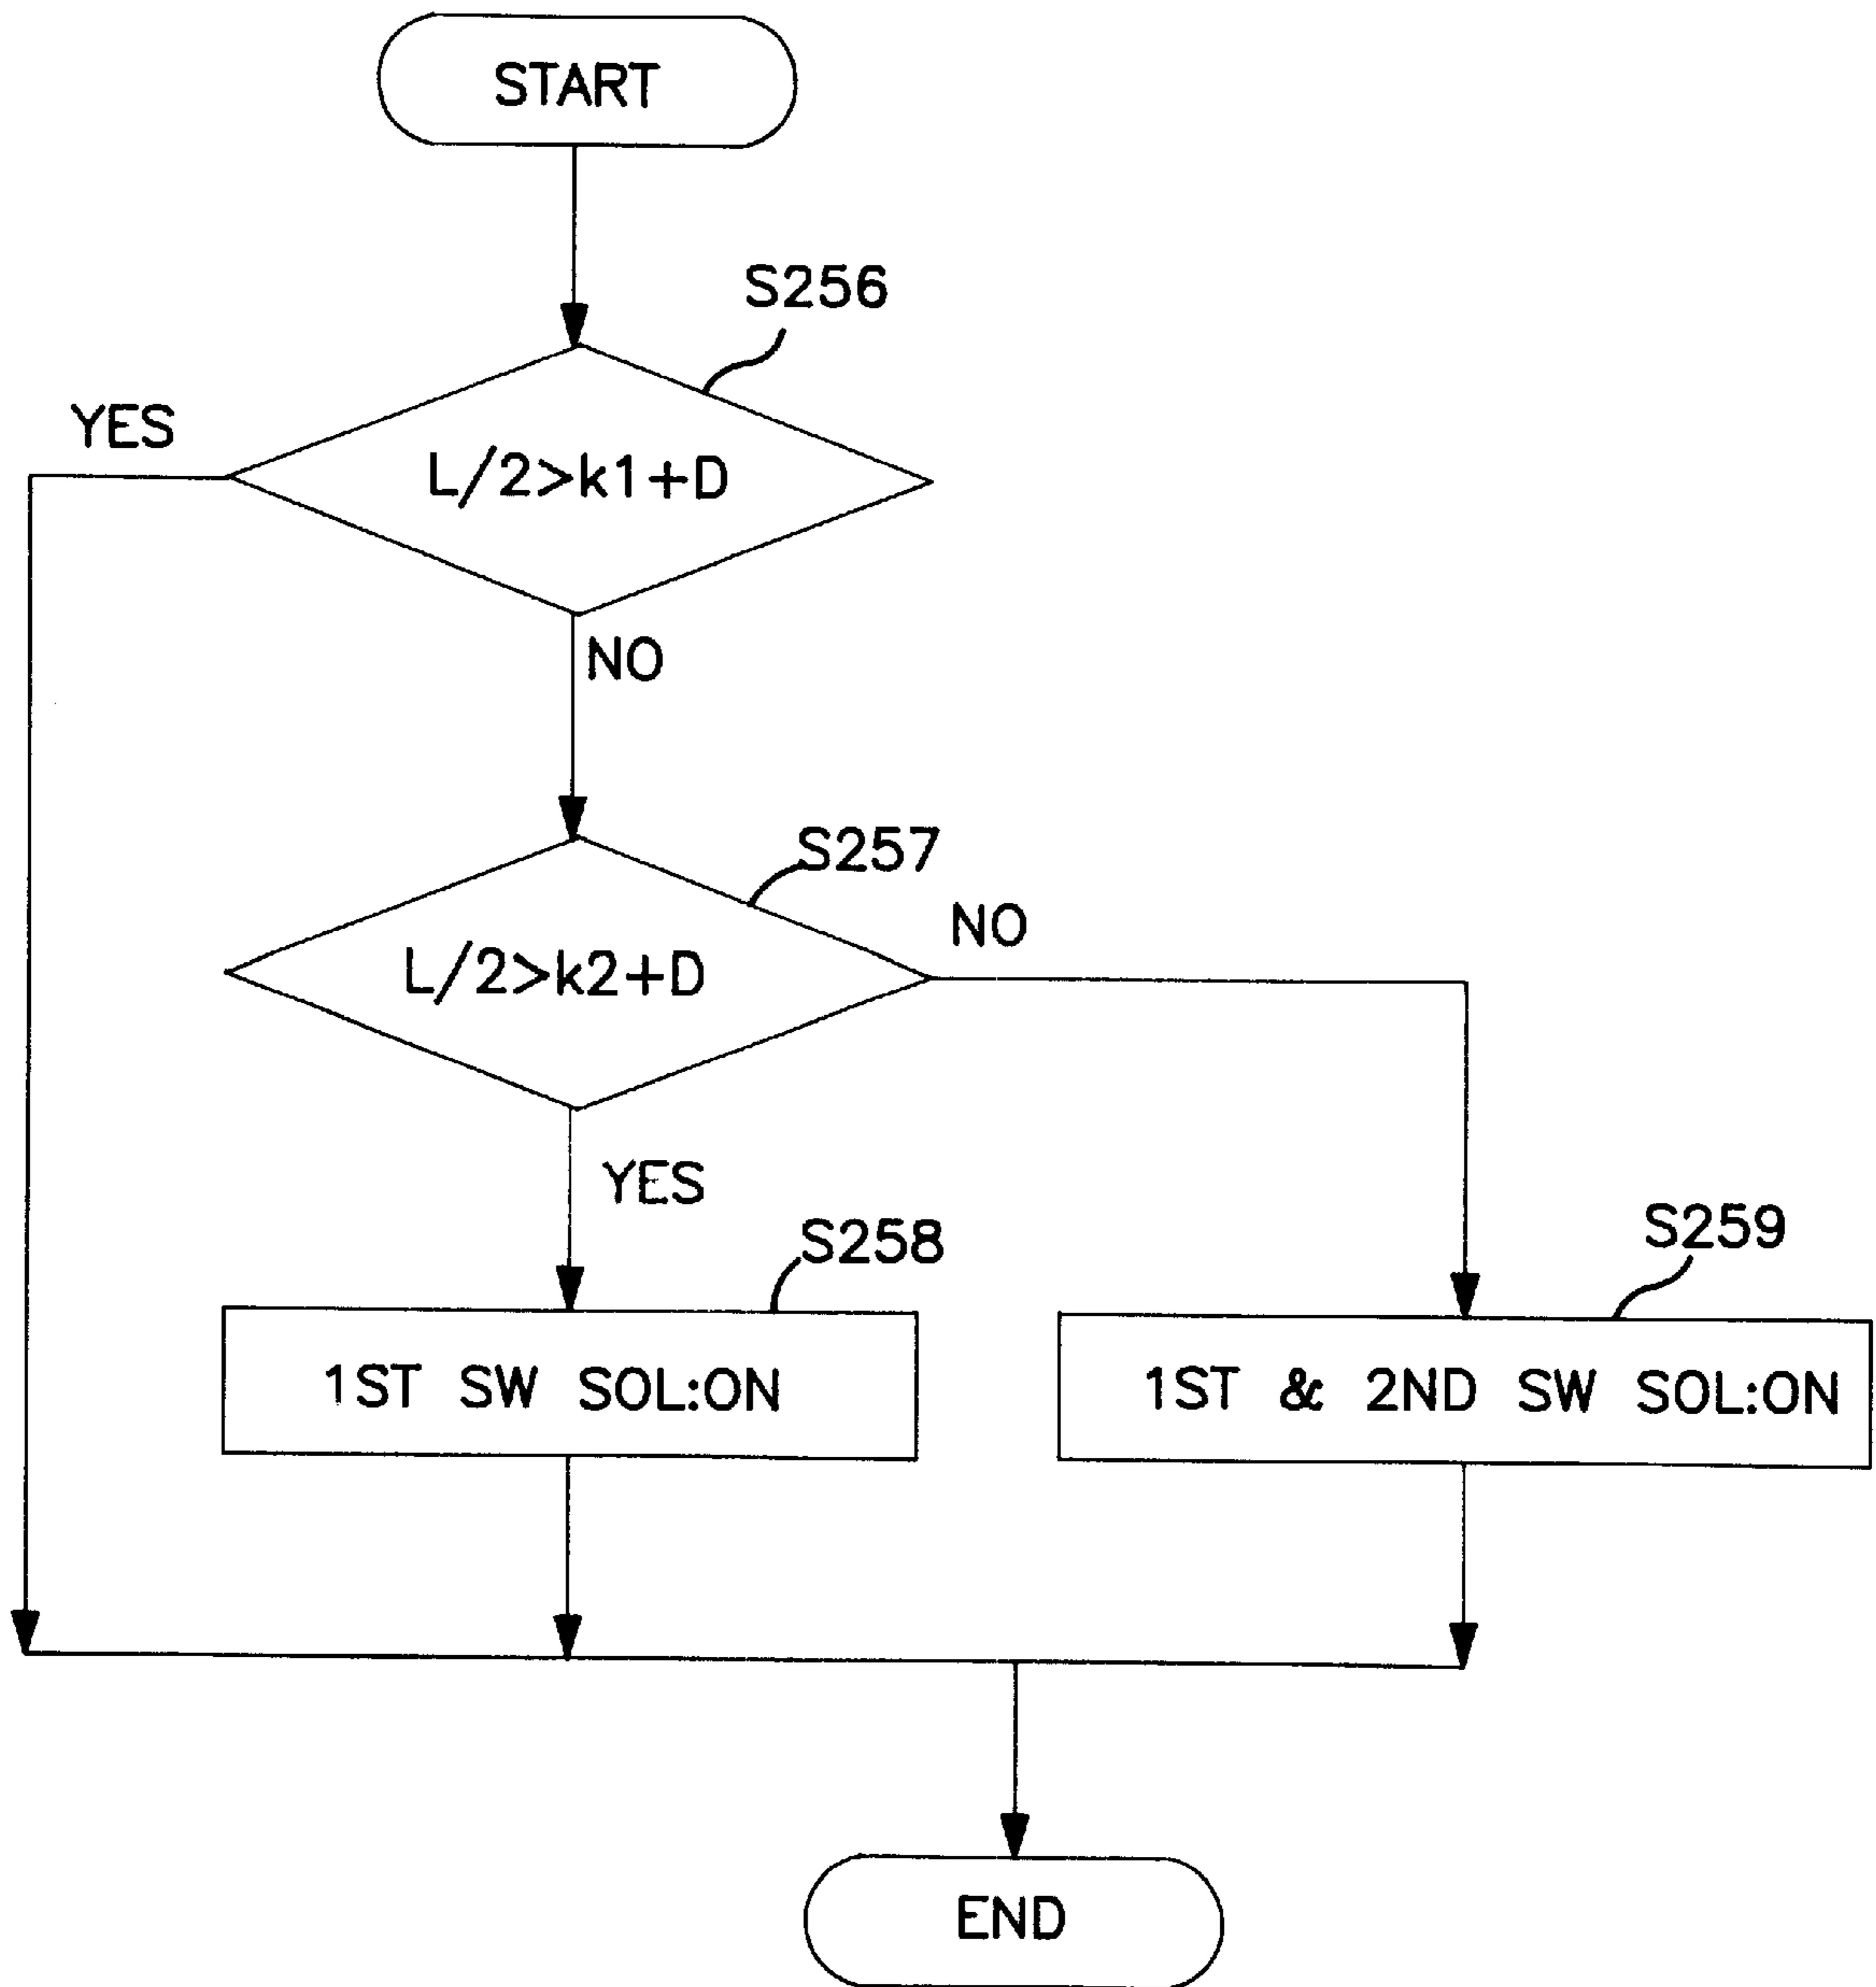 START
S256
YES
L/2>k1+D
NO
S257
NO
L/2>k2+D
YES
S258
S259
1ST SW SOL:ON
1ST & 2ND SW SOL:ON
END